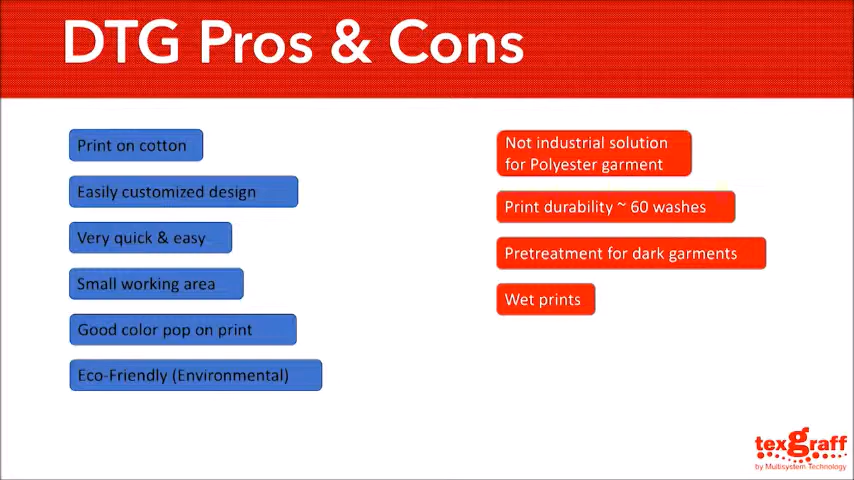 DTG Pros & Cons
Print on cotton
Easily customized design
Very quick & easy
Small working area
Good color pop on print
Eco-Friendly (Environmental)
Not industrial solution
for Polyester garment
Print durability ~ 60 washes
Pretreatment for dark garments
Wet prints
texgraff
by Multisystem Technology